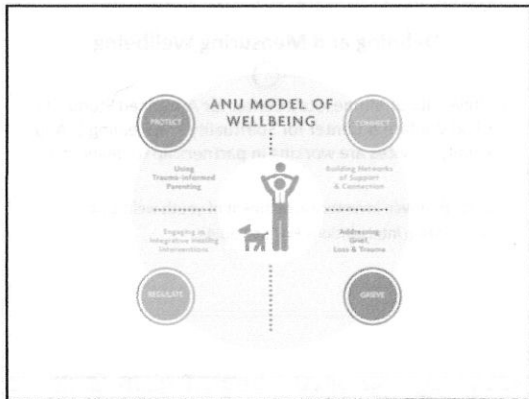 ANU MODEL OF
WELLBEING
PROTECT
CONNECT
Using
Trauma-Informed
Parenting
Building Networks
of Support
& Connection
Engaging in
Integrative Healing
Interventions
Addressing
Grief,
Loss & Trauma
REGULATE
GRIEVE